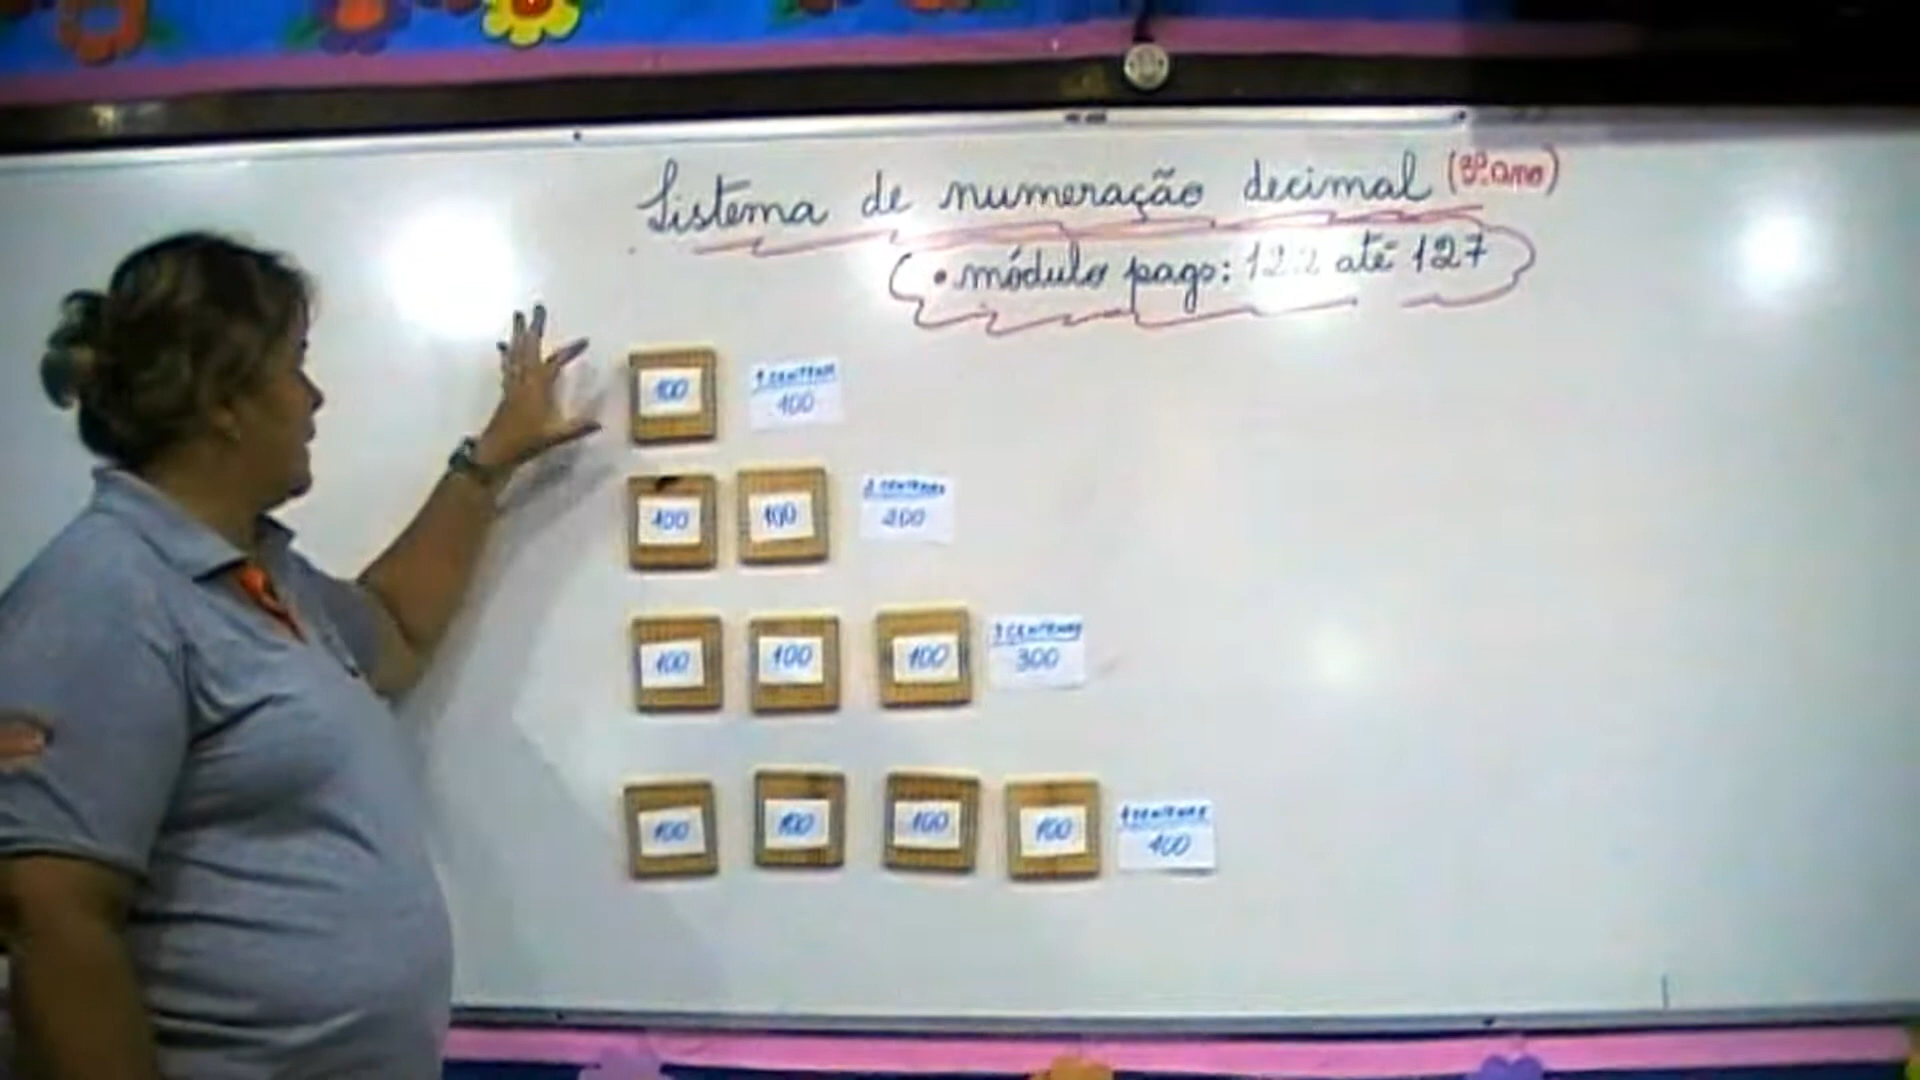 Sistema de numeração decimal (3º ano)
• módulo pags: 122 até 127
100
1 CENTENA
100
100 100
2 CENTENAS
200
100 100 100
3 CENTENAS
300
100 100 100 100
4 CENTENAS
400